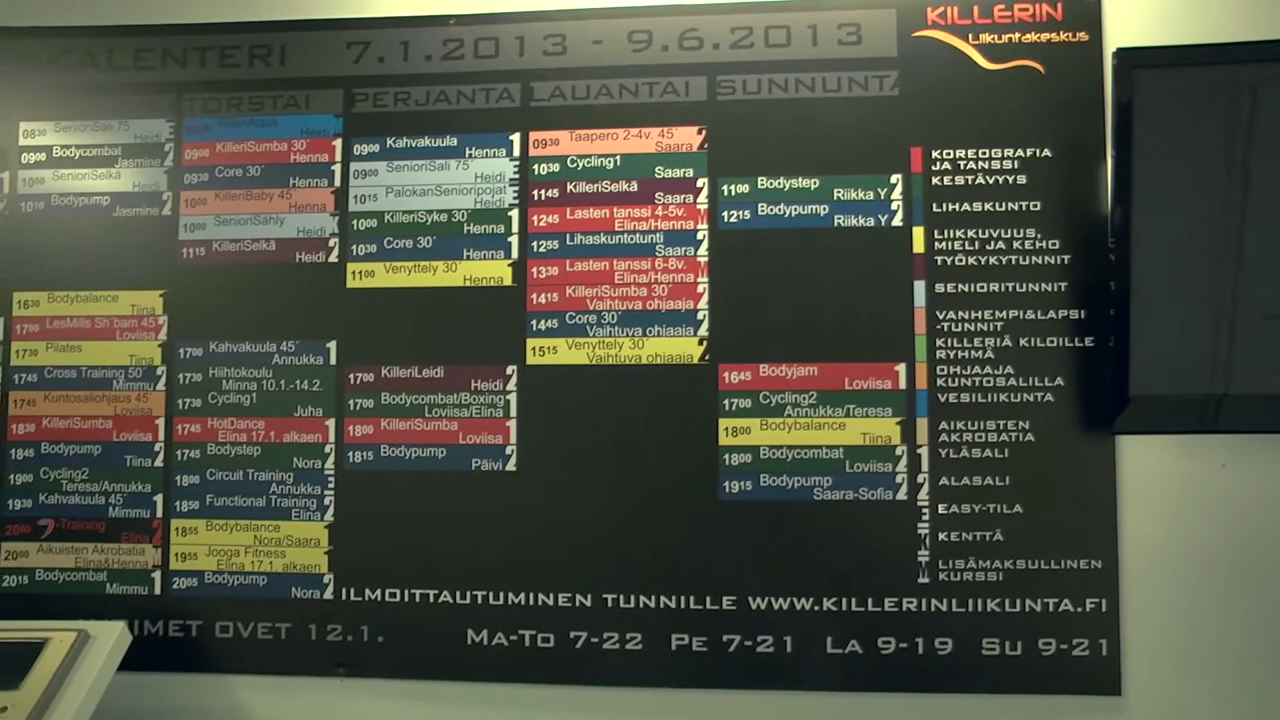 KALENTERI 7.1.2013 - 9.6.2013
KILLERIN
Liikuntakeskus
0830 SenioriSali 75
Heidi
0900 Bodycombat
Jasmine 2
1000 SenioriSelkä
Heidi
1010 Bodypump
Jasmine 2
1630 Bodybalance
Tiina
1700 LesMills Sh´bam 45´
Loviisa 2
1730 Pilates
Tiina
1745 Cross Training 50´
Mimmu 2
1745 Kuntosaliohjaus 45´
Loviisa
1830 KilleriSumba
Loviisa 1
1845 Bodypump
Tiina 2
1900 Cycling2
Teresa/Annukka
1930 Kahvakuula 45´
Mimmu 1
2000 -Training
Elina 2
2000 Aikuisten Akrobatia
Elina&Henna M
2015 Bodycombat
Mimmu 1
TORSTAI
Heidi
0900 KilleriSumba 30´
Henna 1
0930 Core 30´
Henna 1
1000 KilleriBaby 45´
Henna
1000 SenioriSähly
Heidi K
1115 KilleriSelkä
Heidi 2
1700 Kahvakuula 45´
Annukka 1
1730 Hiihtokoulu
Minna 10.1.-14.2.
1730 Cycling1
Juha
1745 HotDance
Elina 17.1. alkaen 1
1745 Bodystep
Nora 2
1800 Circuit Training
Annukka E
1850 Functional Training
Elina 2
1855 Bodybalance
Nora/Saara
1955 Jooga Fitness
Elina 17.1. alkaen
2005 Bodypump
Nora 2
PERJANTA
0900 Kahvakuula
Henna 1
0900 SenioriSali 75´
Heidi E
1015 PalokanSenioripojat
Heidi E
1000 KilleriSyke 30´
Henna 1
1030 Core 30´
Henna 1
1100 Venyttely 30´
Henna 1
1700 KilleriLeidi
Heidi 2
1700 Bodycombat/Boxing
Loviisa/Elina 1
1800 KilleriSumba
Loviisa 1
1815 Bodypump
Päivi 2
LAUANTAI
0930 Taapero 2-4v. 45´
Saara 2
1030 Cycling1
Saara
1145 KilleriSelkä
Saara 2
1245 Lasten tanssi 4-5v.
Elina/Henna M
1255 Lihaskuntotunti
Saara 2
1330 Lasten tanssi 6-8v.
Elina/Henna M
1415 KilleriSumba 30´
Vaihtuva ohjaaja 2
1445 Core 30´
Vaihtuva ohjaaja 2
1515 Venyttely 30´
Vaihtuva ohjaaja 2
SUNNUNTA
1100 Bodystep
Riikka Y 2
1215 Bodypump
Riikka Y 2
1645 Bodyjam
Loviisa 1
1700 Cycling2
Annukka/Teresa
1800 Bodybalance
Tiina
1800 Bodycombat
Loviisa 2
1915 Bodypump
Saara-Sofia 2
KOREOGRAFIA
JA TANSSI
KESTÄVYYS
LIHASKUNTO
LIIKKUVUUS,
MIELI JA KEHO
TYÖKYKYTUNNIT
SENIORITUNNIT
VANHEMPI&LAPSI
-TUNNIT
KILLERIÄ KILOILLE
RYHMÄ
OHJAAJA
KUNTOSALILLA
VESILIIKUNTA
AIKUISTEN
AKROBATIA
1 YLÄSALI
2 ALASALI
E EASY-TILA
K KENTTÄ
M LISÄMAKSULLINEN
KURSSI
ILMOITTAUTUMINEN TUNNILLE WWW.KILLERINLIIKUNTA.FI
OVET 12.1.
MA-TO 7-22 PE 7-21 LA 9-19 SU 9-21